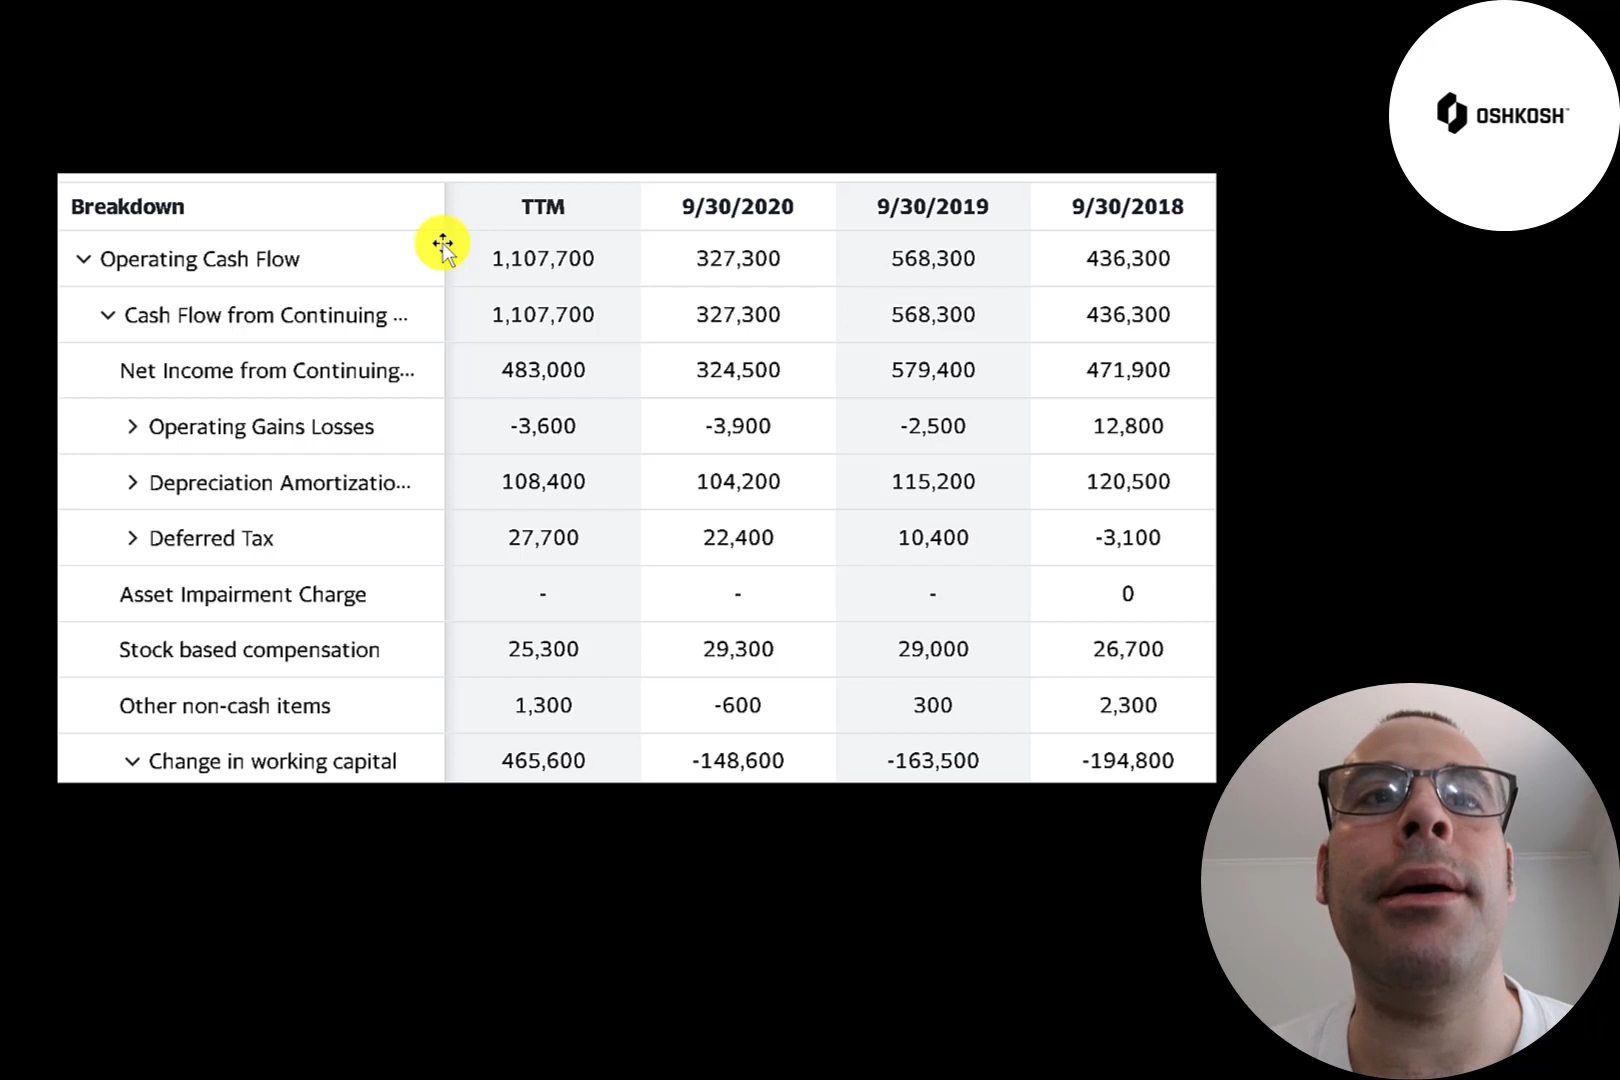 OSHKOSH™
Breakdown TTM 9/30/2020 9/30/2019 9/30/2018
Operating Cash Flow 1,107,700 327,300 568,300 436,300
Cash Flow from Continuing ... 1,107,700 327,300 568,300 436,300
Net Income from Continuing... 483,000 324,500 579,400 471,900
Operating Gains Losses -3,600 -3,900 -2,500 12,800
Depreciation Amortizatio... 108,400 104,200 115,200 120,500
Deferred Tax 27,700 22,400 10,400 -3,100
Asset Impairment Charge - - - 0
Stock based compensation 25,300 29,300 29,000 26,700
Other non-cash items 1,300 -600 300 2,300
Change in working capital 465,600 -148,600 -163,500 -194,800